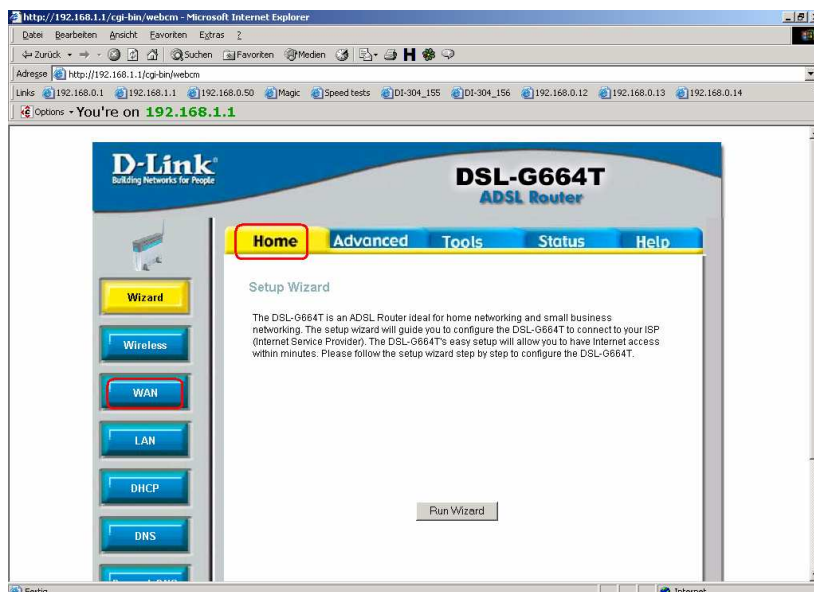 http://192.168.1.1/cgi-bin/webcm - Microsoft Internet Explorer
Datei Bearbeiten Ansicht Favoriten Extras ?
Zurück Suchen Favoriten Medien
Adresse http://192.168.1.1/cgi-bin/webcm
Links 192.168.0.1 192.168.1.1 192.168.0.50 Magic Speed tests DI-304_155 DI-304_156 192.168.0.12 192.168.0.13 192.168.0.14
Options You're on 192.168.1.1
D-Link
Building Networks for People
DSL-G664T
ADSL Router
Home Advanced Tools Status Help
Wizard
Wireless
WAN
LAN
DHCP
DNS
Setup Wizard
The DSL-G664T is an ADSL Router ideal for home networking and small business
networking. The setup wizard will guide you to configure the DSL-G664T to connect to your ISP
(Internet Service Provider). The DSL-G664T's easy setup will allow you to have Internet access
within minutes. Please follow the setup wizard step by step to configure the DSL-G664T.
Run Wizard
Fertig Internet